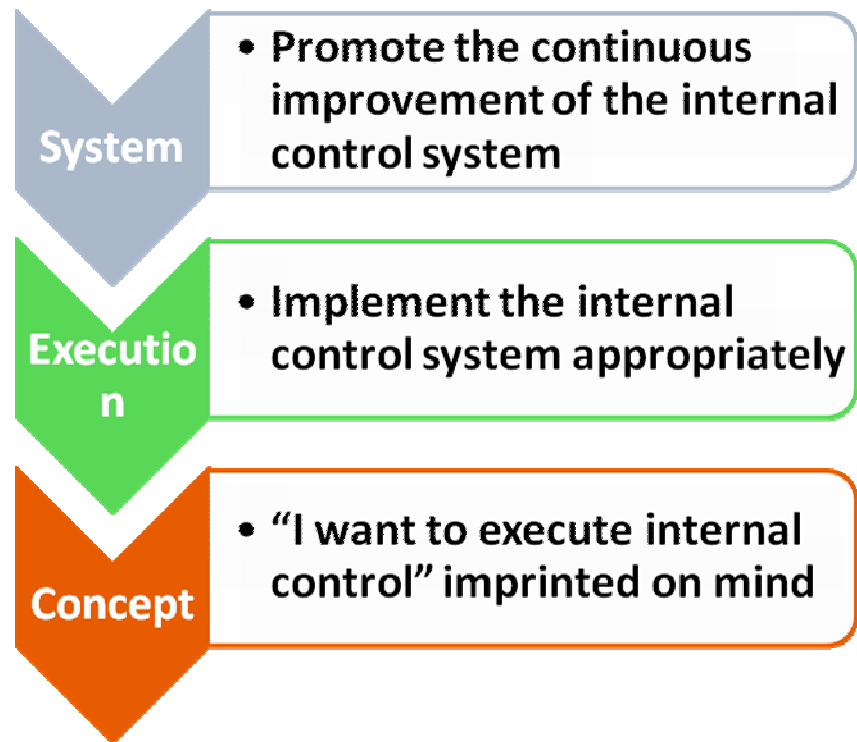 System
• Promote the continuous
improvement of the internal
control system
Executio
n
• Implement the internal
control system appropriately
Concept
• “I want to execute internal
control” imprinted on mind